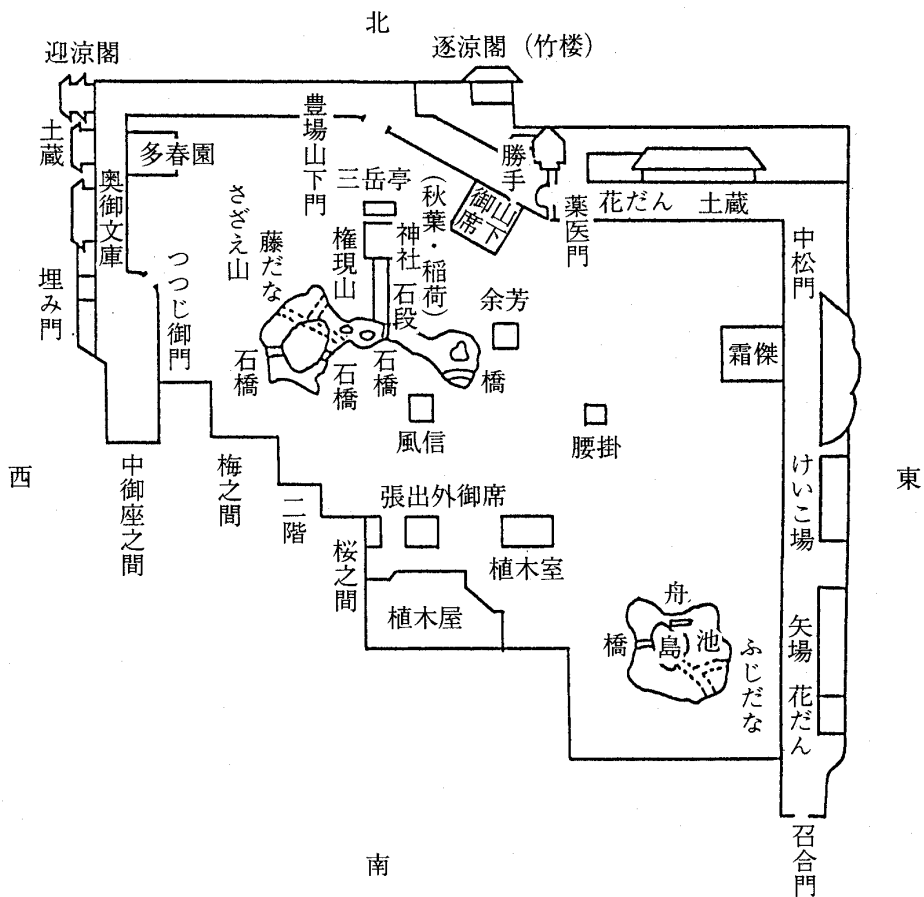 北
迎涼閣
逐涼閣（竹楼）
土蔵
多春園
奥御文庫
埋み門
つつじ御門
さざえ山
藤だな
豊場山下門
三岳亭
権現山
神社
（秋葉・稲荷）
石段
御席
山下
勝手
薬医門
花だん
土蔵
中松門
余芳
霜傑
石橋
石橋
石橋
橋
風信
腰掛
西
東
中御座之間
梅之間
二階
桜之間
張出外御席
植木室
植木屋
けいこ場
矢場
花だん
舟
橋
島
池
ふじだな
召合門
南